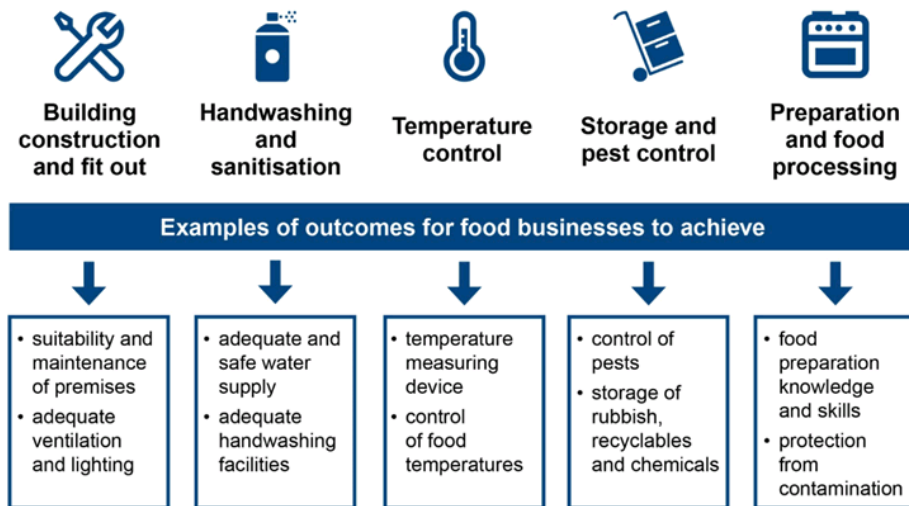 Building
construction
and fit out
Handwashing
and
sanitisation
Temperature
control
Storage and
pest control
Preparation
and food
processing
Examples of outcomes for food businesses to achieve
• suitability and
maintenance
of premises
• adequate
ventilation
and lighting
• adequate and
safe water
supply
• adequate
handwashing
facilities
• temperature
measuring
device
• control
of food
temperatures
• control of
pests
• storage of
rubbish,
recyclables
and chemicals
• food
preparation
knowledge
and skills
• protection
from
contamination